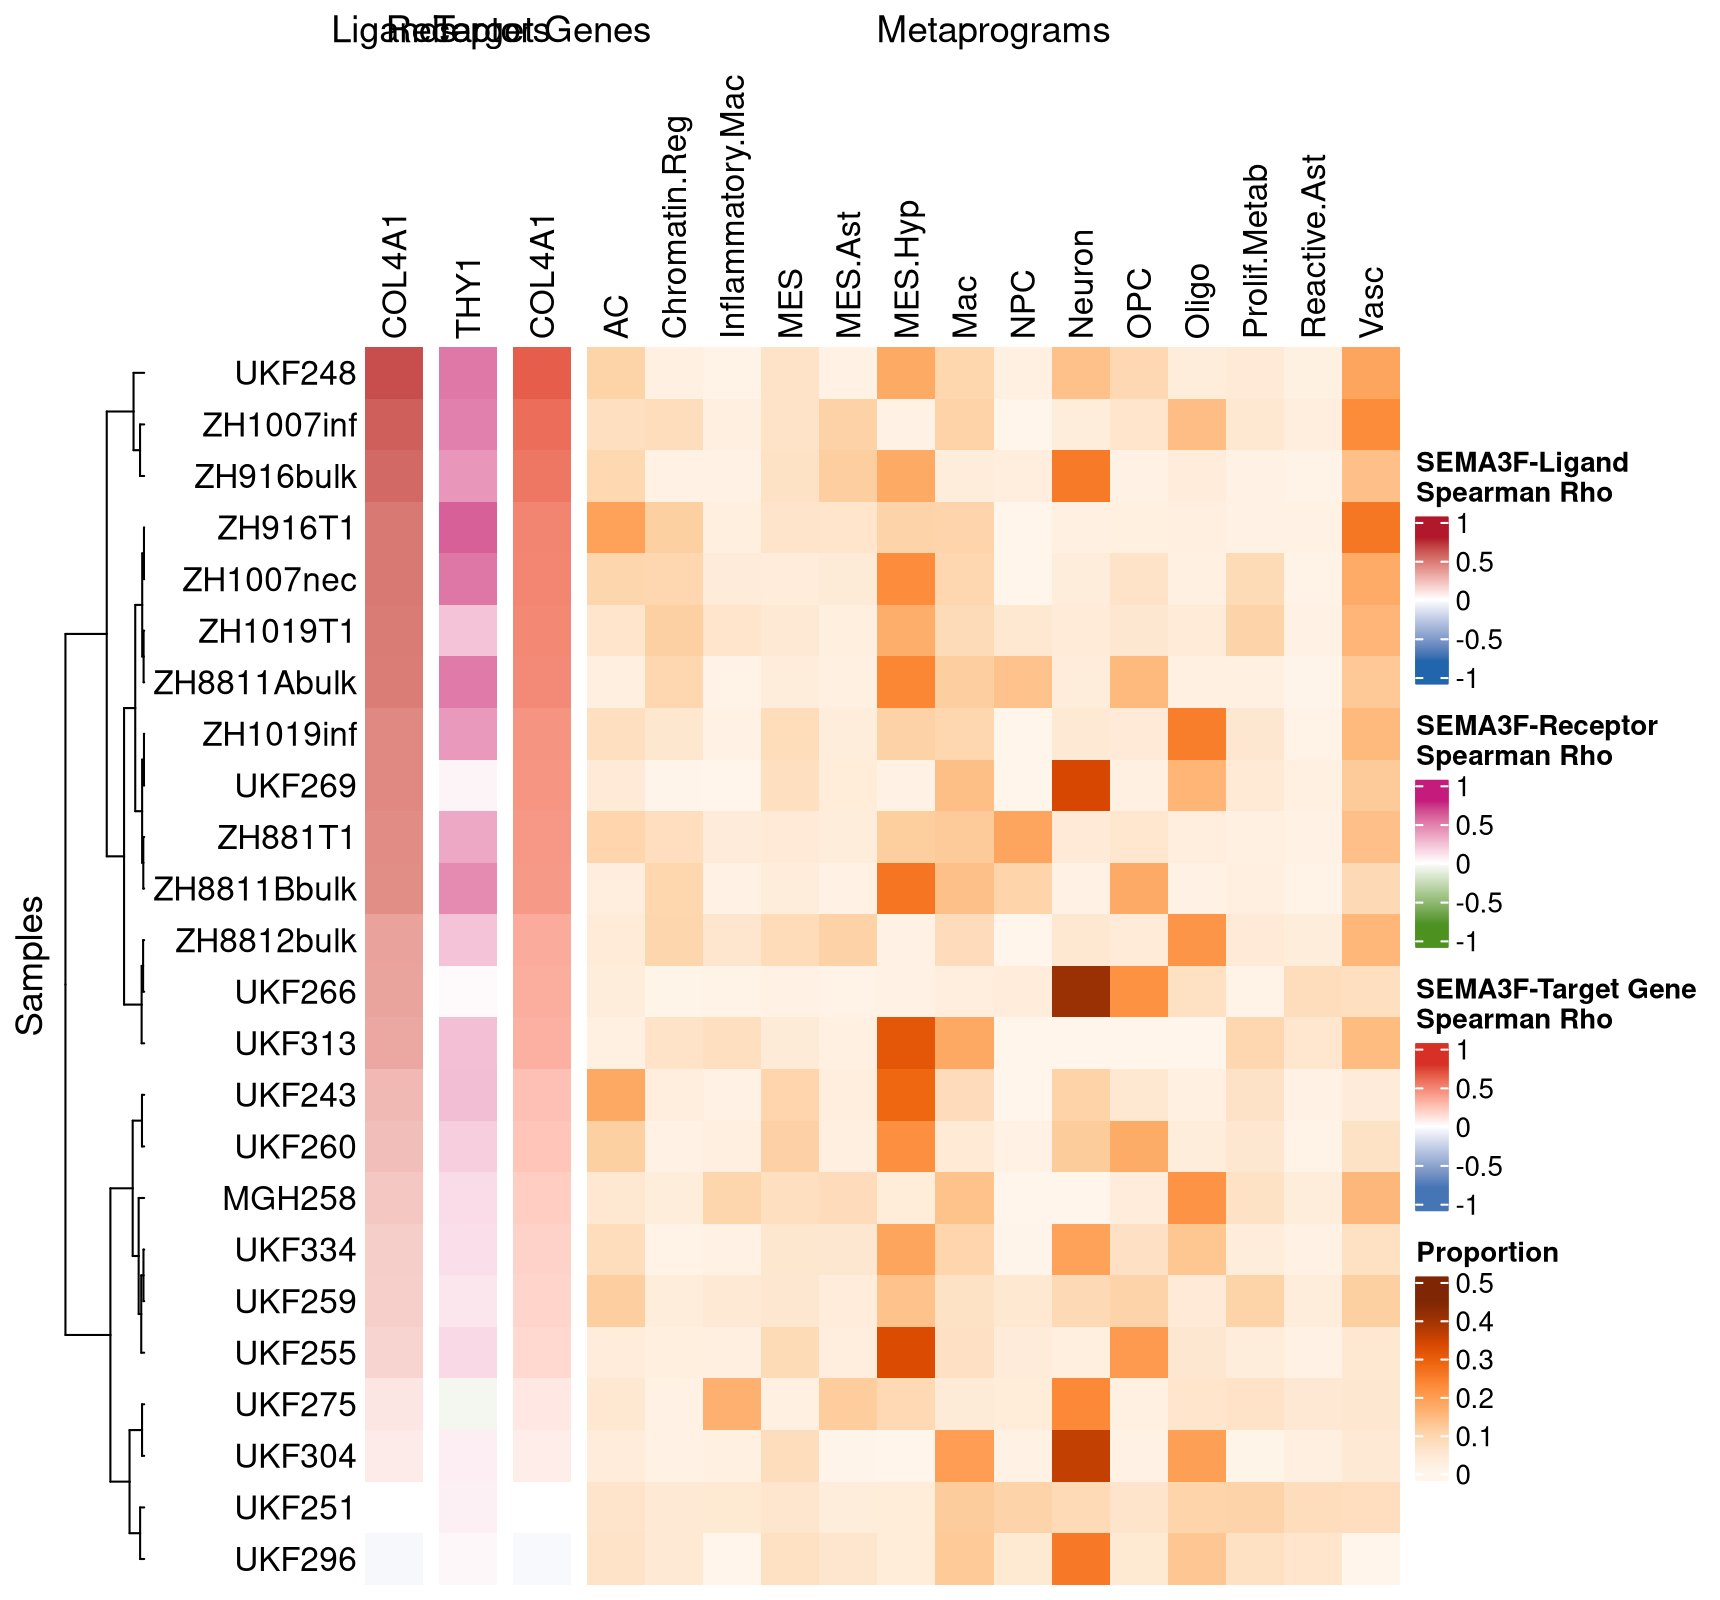 Ligands Receptors Target Genes Metaprograms
COL4A1 THY1 COL4A1 AC Chromatin.Reg Inflammatory.Mac MES MES.Ast MES.Hyp Mac NPC Neuron OPC Oligo Prolif.Metab Reactive.Ast Vasc
Samples
UKF248
ZH1007inf
ZH916bulk
ZH916T1
ZH1007nec
ZH1019T1
ZH8811Abulk
ZH1019inf
UKF269
ZH881T1
ZH8811Bbulk
ZH8812bulk
UKF266
UKF313
UKF243
UKF260
MGH258
UKF334
UKF259
UKF255
UKF275
UKF304
UKF251
UKF296
SEMA3F-Ligand
Spearman Rho
1
0.5
0
-0.5
-1
SEMA3F-Receptor
Spearman Rho
1
0.5
0
-0.5
-1
SEMA3F-Target Gene
Spearman Rho
1
0.5
0
-0.5
-1
Proportion
0.5
0.4
0.3
0.2
0.1
0